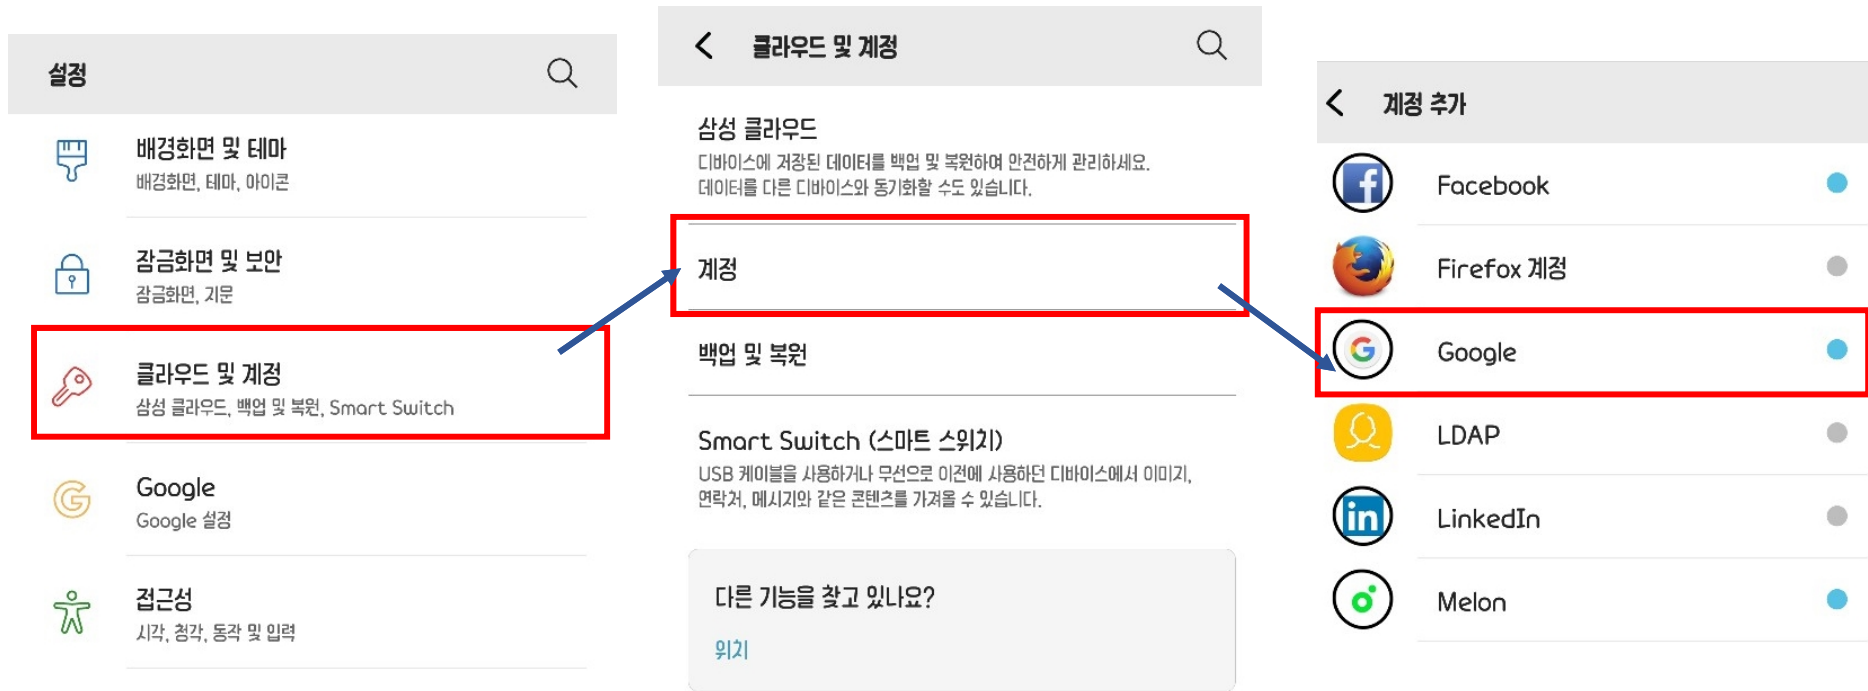 설정
배경화면 및 테마
배경화면, 테마, 아이콘
잠금화면 및 보안
잠금화면, 지문
클라우드 및 계정
삼성 클라우드, 백업 및 복원, Smart Switch
Google
Google 설정
접근성
시각, 청각, 동작 및 입력
클라우드 및 계정
삼성 클라우드
디바이스에 저장된 데이터를 백업 및 복원하여 안전하게 관리하세요.
데이터를 다른 디바이스와 동기화할 수도 있습니다.
계정
백업 및 복원
Smart Switch (스마트 스위치)
USB 케이블을 사용하거나 무선으로 이전에 사용하던 디바이스에서 이미지,
연락처, 메시지와 같은 콘텐츠를 가져올 수 있습니다.
다른 기능을 찾고 있나요?
위치
계정 추가
Facebook
Firefox 계정
Google
LDAP
LinkedIn
Melon